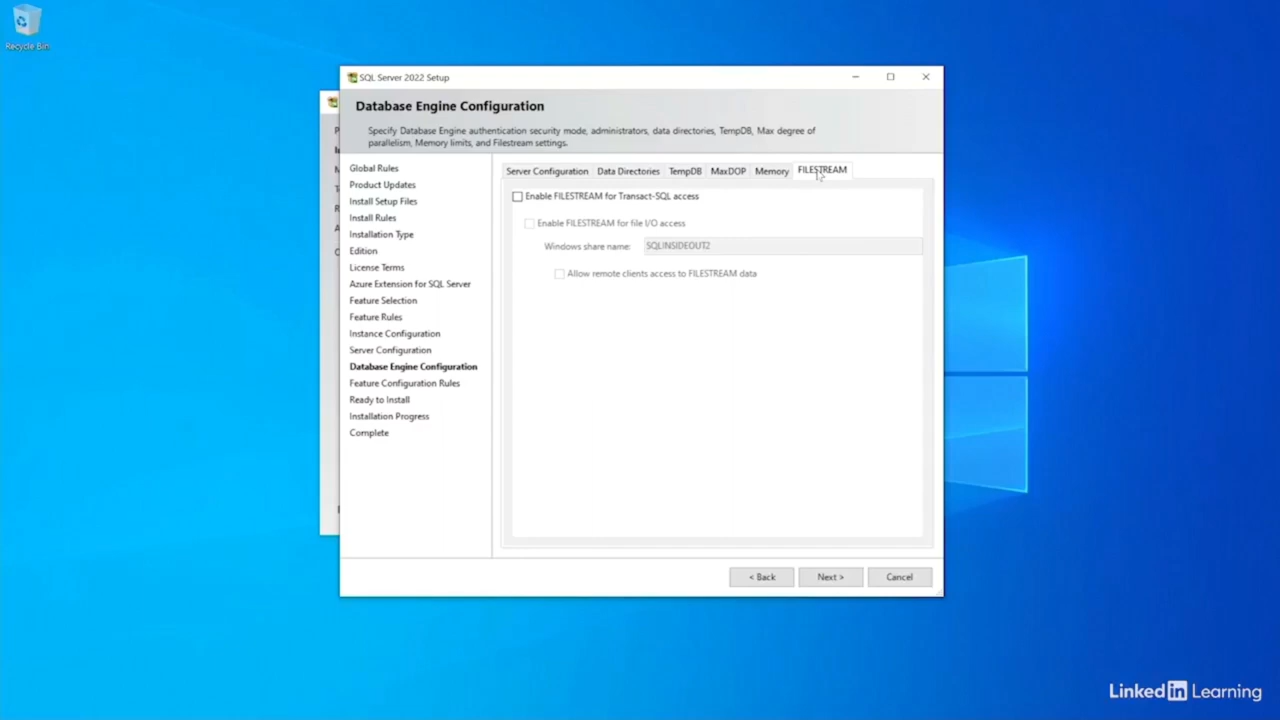 Recycle Bin
SQL Server 2022 Setup
Database Engine Configuration
Specify Database Engine authentication security mode, administrators, data directories, TempDB, Max degree of
parallelism, Memory limits, and Filestream settings.
Global Rules
Product Updates
Install Setup Files
Install Rules
Installation Type
Edition
License Terms
Azure Extension for SQL Server
Feature Selection
Feature Rules
Instance Configuration
Server Configuration
Database Engine Configuration
Feature Configuration Rules
Ready to Install
Installation Progress
Complete
Server Configuration Data Directories TempDB MaxDOP Memory FILESTREAM
Enable FILESTREAM for Transact-SQL access
Enable FILESTREAM for file I/O access
Windows share name: SQLINSIDEOUT2
Allow remote clients access to FILESTREAM data
< Back Next > Cancel
LinkedIn Learning